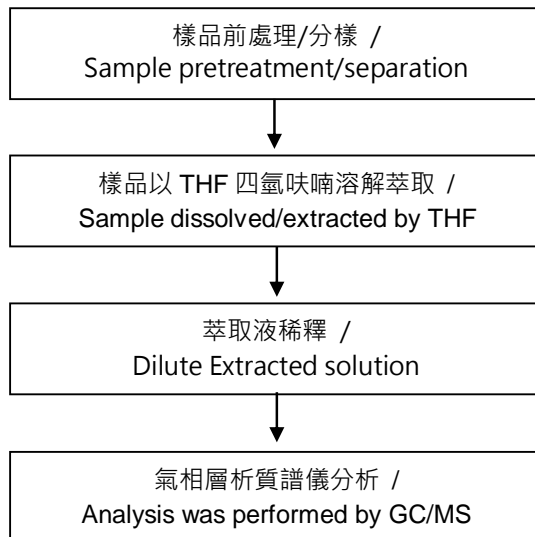 樣品前處理/分樣 /
Sample pretreatment/separation
樣品以 THF 四氫呋喃溶解萃取 /
Sample dissolved/extracted by THF
萃取液稀釋 /
Dilute Extracted solution
氣相層析質譜儀分析 /
Analysis was performed by GC/MS